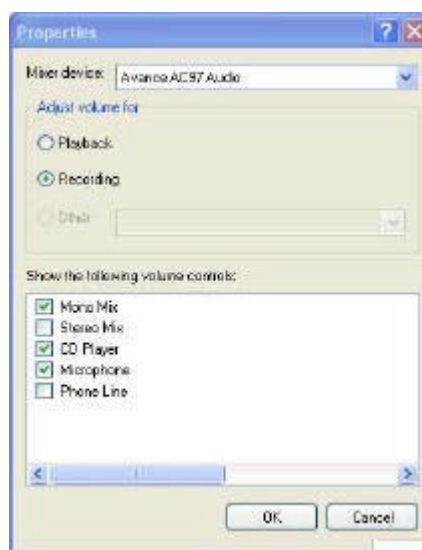 Properties
Mixer device: Avance AC97 Audio
Adjust volume for
Playback
Recording
Other
Show the following volume controls:
Mono Mix
Stereo Mix
CD Player
Microphone
Phone Line
OK Cancel